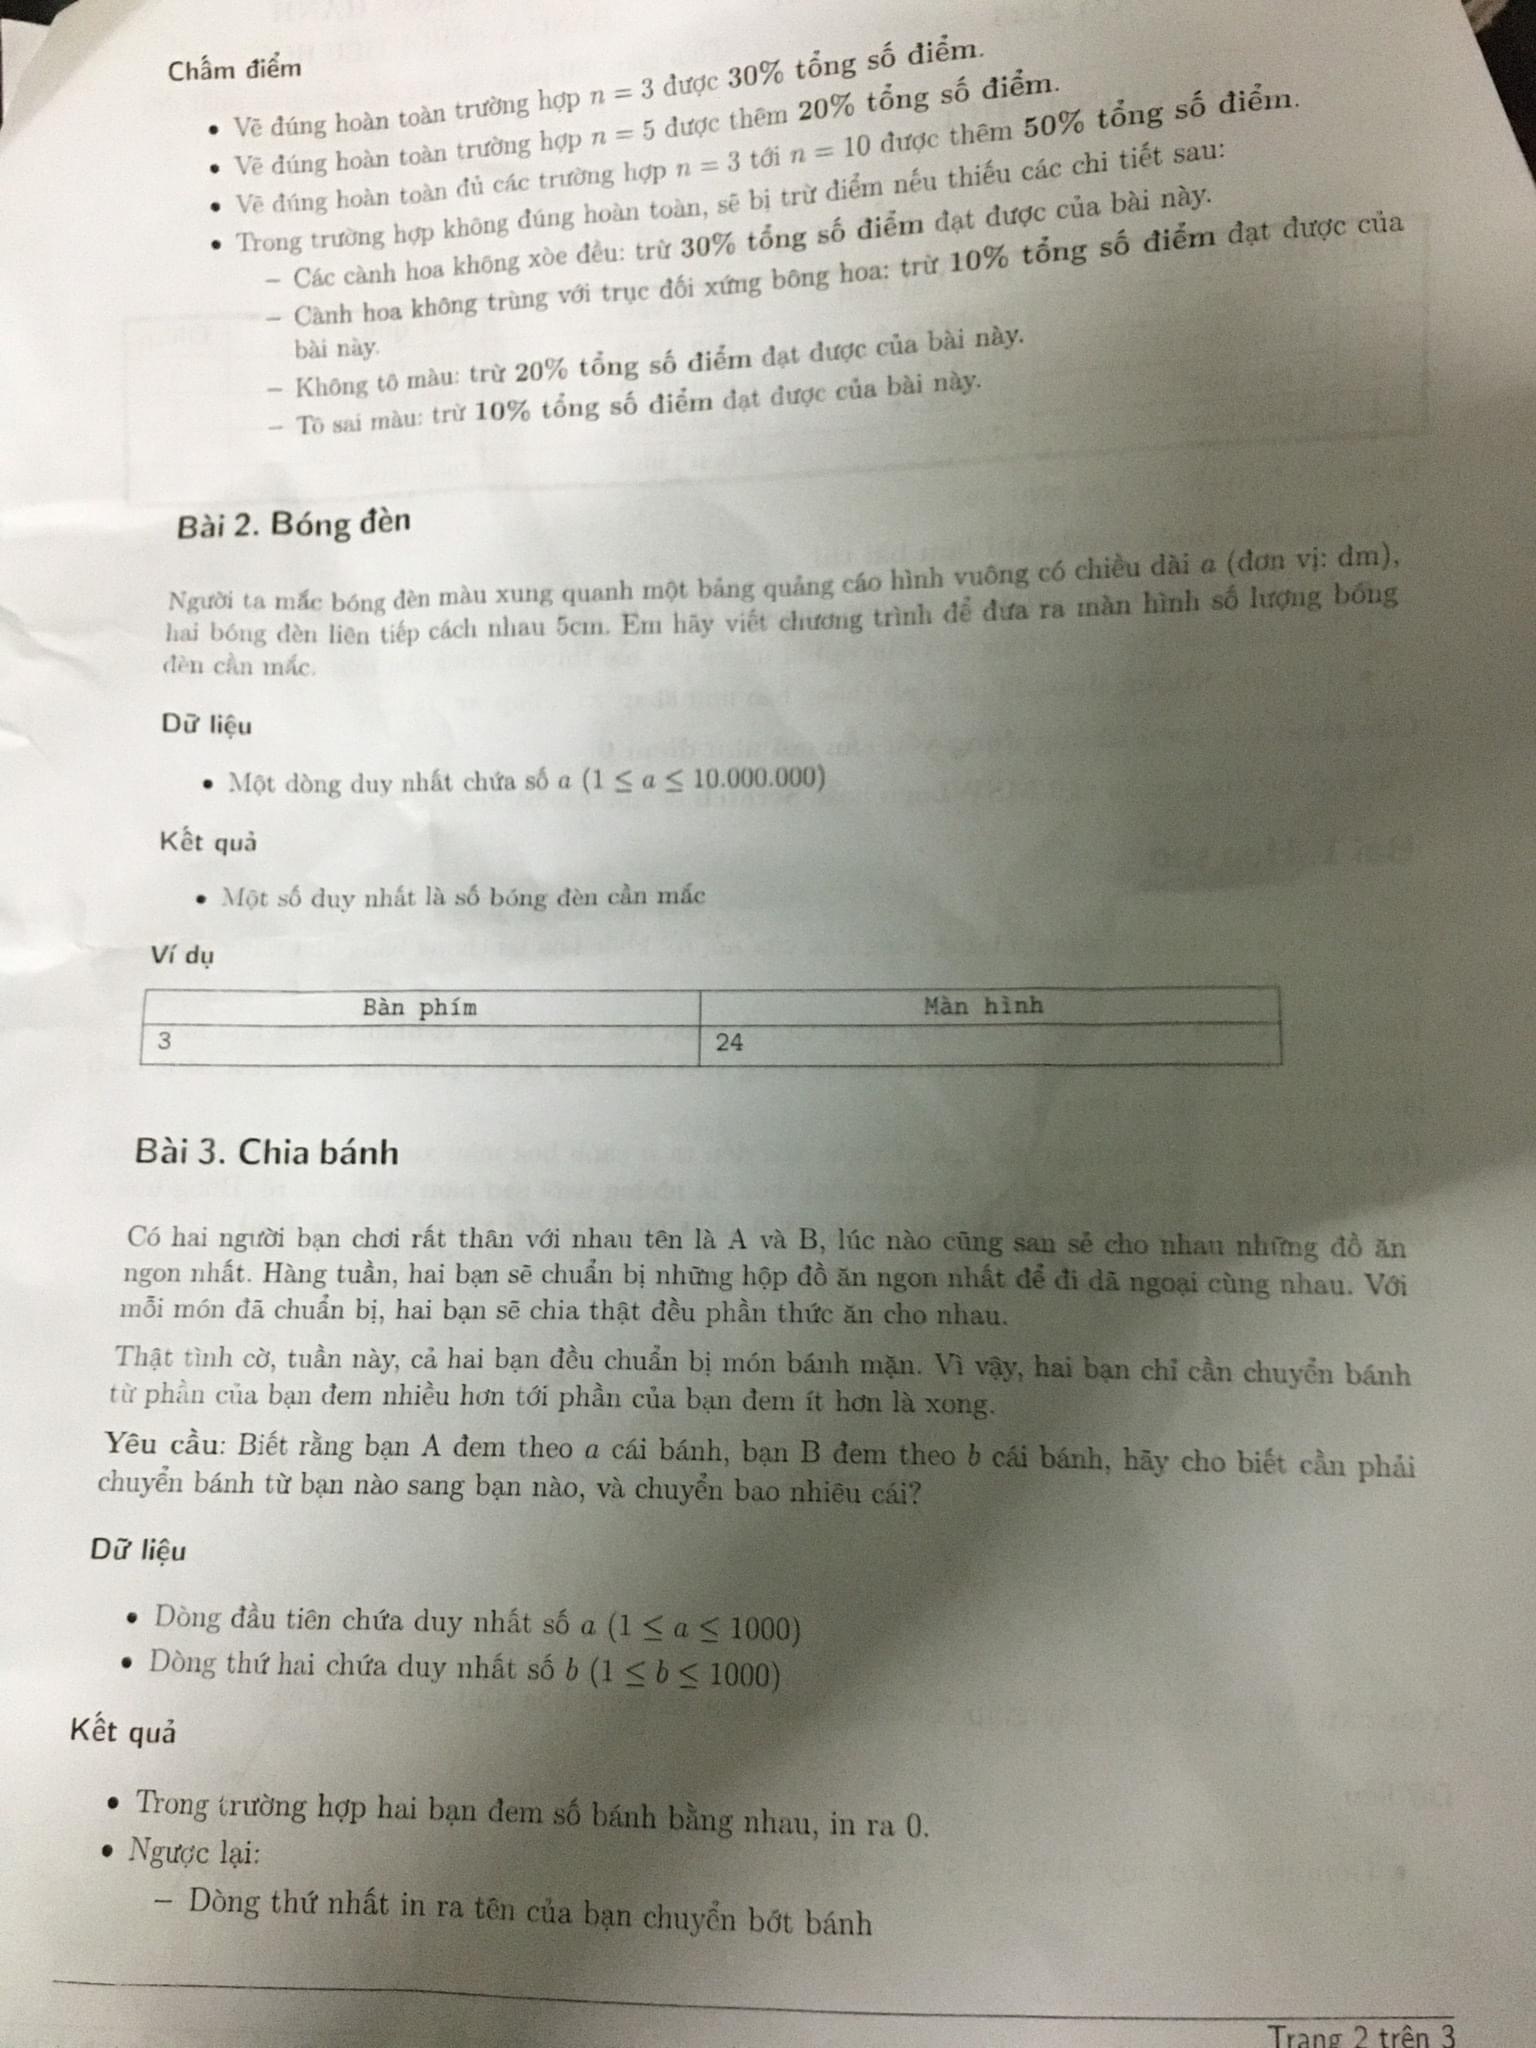 Chấm điểm
• Vẽ đúng hoàn toàn trường hợp n = 3 được 30% tổng số điểm.
• Vẽ đúng hoàn toàn trường hợp n = 5 được thêm 20% tổng số điểm.
• Vẽ đúng hoàn toàn đủ các trường hợp n = 3 tới n = 10 được thêm 50% tổng số điểm.
• Trong trường hợp không đúng hoàn toàn, sẽ bị trừ điểm nếu thiếu các chi tiết sau:
– Các cành hoa không xòe đều: trừ 30% tổng số điểm đạt được của bài này.
– Cành hoa không trùng với trục đối xứng bông hoa: trừ 10% tổng số điểm đạt được của
bài này.
– Không tô màu: trừ 20% tổng số điểm đạt được của bài này.
– Tô sai màu: trừ 10% tổng số điểm đạt được của bài này.
Bài 2. Bóng đèn
Người ta mắc bóng đèn màu xung quanh một bảng quảng cáo hình vuông có chiều dài a (đơn vị: dm),
hai bóng đèn liên tiếp cách nhau 5cm. Em hãy viết chương trình để đưa ra màn hình số lượng bóng
đèn cần mắc.
Dữ liệu
• Một dòng duy nhất chứa số a (1 ≤ a ≤ 10.000.000)
Kết quả
• Một số duy nhất là số bóng đèn cần mắc
Ví dụ
Bàn phím Màn hình
3 24
Bài 3. Chia bánh
Có hai người bạn chơi rất thân với nhau tên là A và B, lúc nào cũng san sẻ cho nhau những đồ ăn
ngon nhất. Hàng tuần, hai bạn sẽ chuẩn bị những hộp đồ ăn ngon nhất để đi dã ngoại cùng nhau. Với
mỗi món đã chuẩn bị, hai bạn sẽ chia thật đều phần thức ăn cho nhau.
Thật tình cờ, tuần này, cả hai bạn đều chuẩn bị món bánh mặn. Vì vậy, hai bạn chỉ cần chuyển bánh
từ phần của bạn đem nhiều hơn tới phần của bạn đem ít hơn là xong.
Yêu cầu: Biết rằng bạn A đem theo a cái bánh, bạn B đem theo b cái bánh, hãy cho biết cần phải
chuyển bánh từ bạn nào sang bạn nào, và chuyển bao nhiêu cái?
Dữ liệu
• Dòng đầu tiên chứa duy nhất số a (1 ≤ a ≤ 1000)
• Dòng thứ hai chứa duy nhất số b (1 ≤ b ≤ 1000)
Kết quả
• Trong trường hợp hai bạn đem số bánh bằng nhau, in ra 0.
• Ngược lại:
– Dòng thứ nhất in ra tên của bạn chuyển bớt bánh
Trang 2 trên 3